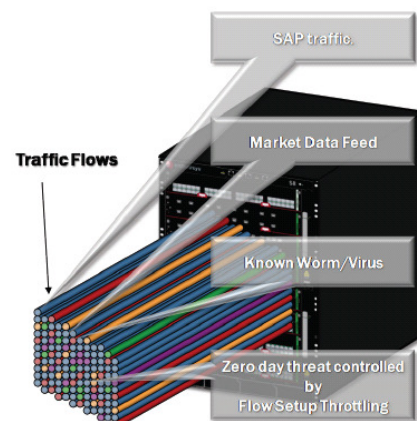 SAP traffic.
Market Data Feed
Traffic Flows
Known Worm/Virus
Zero day threat controlled
by
Flow Setup Throttling